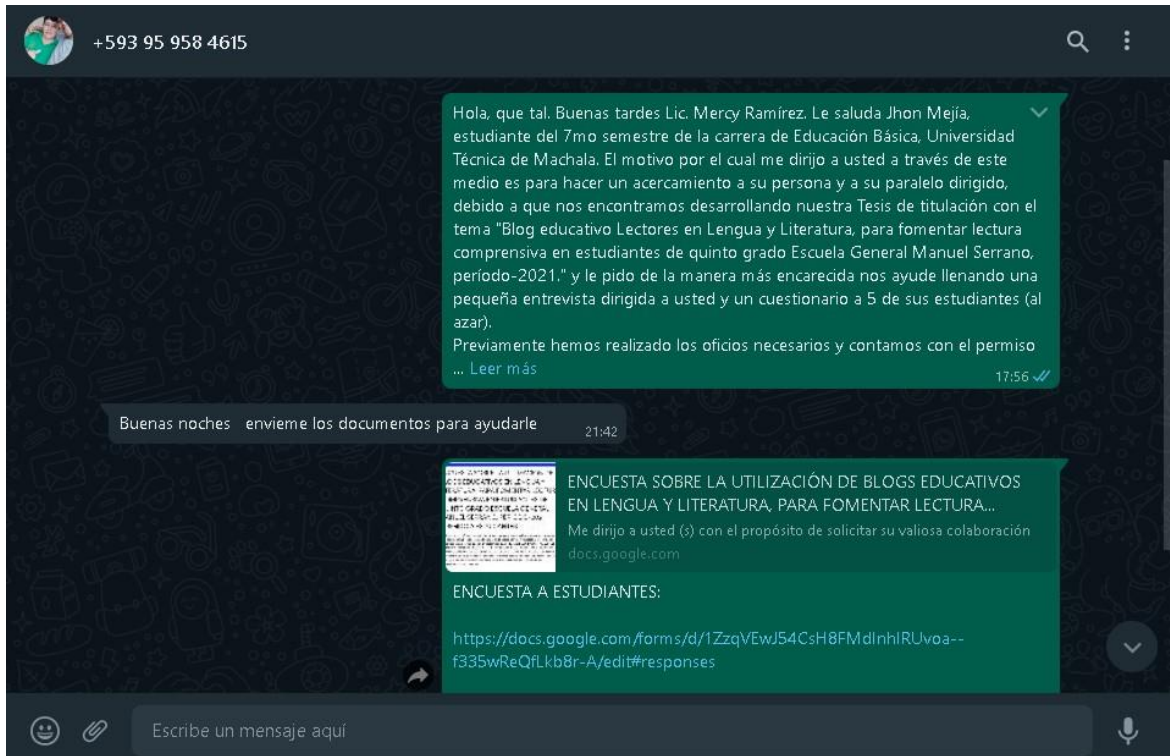 +593 95 958 4615
Hola, que tal. Buenas tardes Lic. Mercy Ramírez. Le saluda Jhon Mejía,
estudiante del 7mo semestre de la carrera de Educación Básica, Universidad
Técnica de Machala. El motivo por el cual me dirijo a usted a través de este
medio es para hacer un acercamiento a su persona y a su paralelo dirigido,
debido a que nos encontramos desarrollando nuestra Tesis de titulación con el
tema "Blog educativo Lectores en Lengua y Literatura, para fomentar lectura
comprensiva en estudiantes de quinto grado Escuela General Manuel Serrano,
período-2021." y le pido de la manera más encarecida nos ayude llenando una
pequeña entrevista dirigida a usted y un cuestionario a 5 de sus estudiantes (al
azar).
Previamente hemos realizado los oficios necesarios y contamos con el permiso
... Leer más
17:56
Buenas noches envieme los documentos para ayudarle
21:42
ENCUESTA SOBRE LA UTILIZACIÓN DE BLOGS EDUCATIVOS
EN LENGUA Y LITERATURA, PARA FOMENTAR LECTURA...
Me dirijo a usted (s) con el propósito de solicitar su valiosa colaboración
docs.google.com
ENCUESTA A ESTUDIANTES:
https://docs.google.com/forms/d/1ZzqVEwJ54CsH8FMdInhIRUvoa--
f335wReQfLkb8r-A/edit#responses
Escribe un mensaje aquí